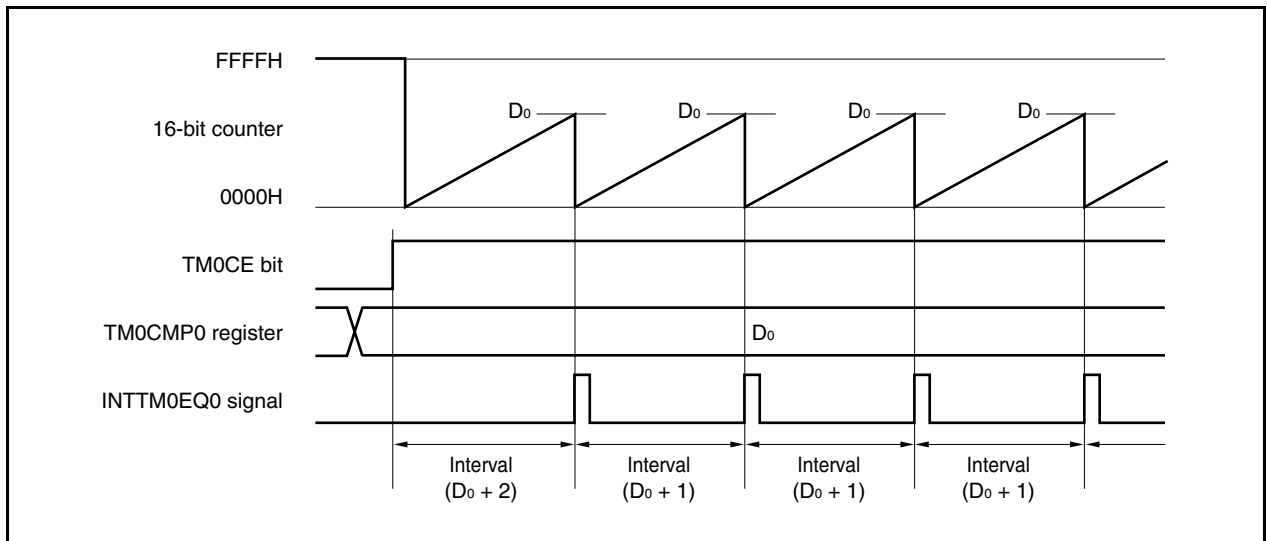 FFFFH
16-bit counter
0000H
D₀
D₀
D₀
D₀
TM0CE bit
TM0CMP0 register
D₀
INTTM0EQ0 signal
Interval
(D₀ + 2)
Interval
(D₀ + 1)
Interval
(D₀ + 1)
Interval
(D₀ + 1)